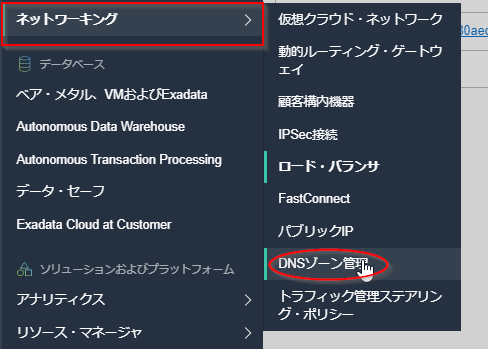 ネットワーキング
データベース
ベア・メタル、VMおよびExadata
Autonomous Data Warehouse
Autonomous Transaction Processing
データ・セーフ
Exadata Cloud at Customer
ソリューションおよびプラットフォーム
アナリティクス
リソース・マネージャ
仮想クラウド・ネットワーク
動的ルーティング・ゲートウ
ェイ
顧客構内機器
IPSec接続
ロード・バランサ
FastConnect
パブリックIP
DNSゾーン管理
トラフィック管理ステアリン
グ・ポリシー